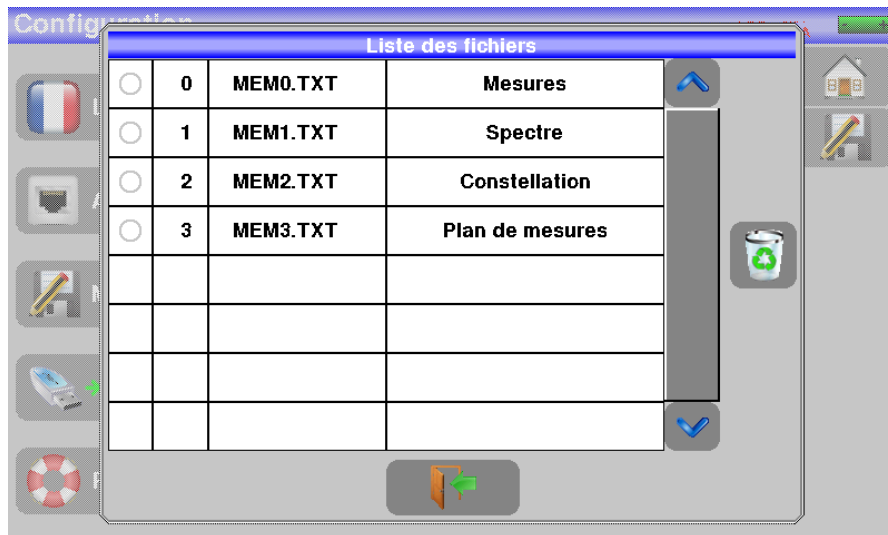 Configuration
Liste des fichiers
0 MEM0.TXT Mesures
1 MEM1.TXT Spectre
2 MEM2.TXT Constellation
3 MEM3.TXT Plan de mesures